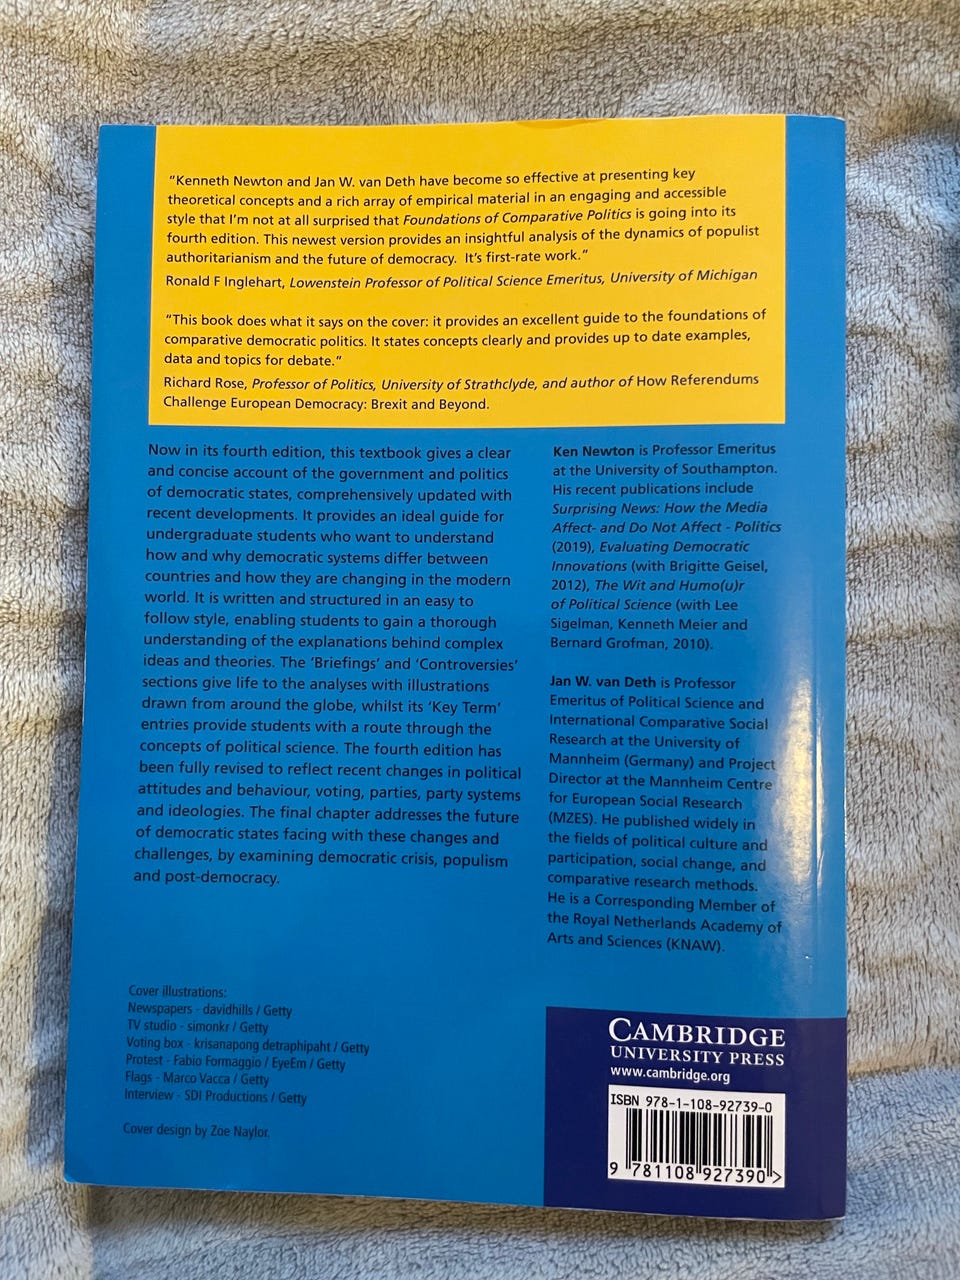 “Kenneth Newton and Jan W. van Deth have become so effective at presenting key
theoretical concepts and a rich array of empirical material in an engaging and accessible
style that I’m not at all surprised that Foundations of Comparative Politics is going into its
fourth edition. This newest version provides an insightful analysis of the dynamics of populist
authoritarianism and the future of democracy. It’s first-rate work.”
Ronald F Inglehart, Lowenstein Professor of Political Science Emeritus, University of Michigan
“This book does what it says on the cover: it provides an excellent guide to the foundations of
comparative democratic politics. It states concepts clearly and provides up to date examples,
data and topics for debate.”
Richard Rose, Professor of Politics, University of Strathclyde, and author of How Referendums
Challenge European Democracy: Brexit and Beyond.
Now in its fourth edition, this textbook gives a clear
and concise account of the government and politics
of democratic states, comprehensively updated with
recent developments. It provides an ideal guide for
undergraduate students who want to understand
how and why democratic systems differ between
countries and how they are changing in the modern
world. It is written and structured in an easy to
follow style, enabling students to gain a thorough
understanding of the explanations behind complex
ideas and theories. The ‘Briefings’ and ‘Controversies’
sections give life to the analyses with illustrations
drawn from around the globe, whilst its ‘Key Term’
entries provide students with a route through the
concepts of political science. The fourth edition has
been fully revised to reflect recent changes in political
attitudes and behaviour, voting, parties, party systems
and ideologies. The final chapter addresses the future
of democratic states facing with these changes and
challenges, by examining democratic crisis, populism
and post-democracy.
Ken Newton is Professor Emeritus
at the University of Southampton.
His recent publications include
Surprising News: How the Media
Affect- and Do Not Affect - Politics
(2019), Evaluating Democratic
Innovations (with Brigitte Geisel,
2012), The Wit and Humo(u)r
of Political Science (with Lee
Sigelman, Kenneth Meier and
Bernard Grofman, 2010).
Jan W. van Deth is Professor
Emeritus of Political Science and
International Comparative Social
Research at the University of
Mannheim (Germany) and Project
Director at the Mannheim Centre
for European Social Research
(MZES). He published widely in
the fields of political culture and
participation, social change, and
comparative research methods.
He is a Corresponding Member of
the Royal Netherlands Academy of
Arts and Sciences (KNAW).
Cover illustrations:
Newspapers - davidhills / Getty
TV studio - simonkr / Getty
Voting box - krisanapong detraphipaht / Getty
Protest - Fabio Formaggio / EyeEm / Getty
Flags - Marco Vacca / Getty
Interview - SDI Productions / Getty
Cover design by Zoe Naylor.
CAMBRIDGE
UNIVERSITY PRESS
www.cambridge.org
ISBN 978-1-108-92739-0
9 781108 927390 >